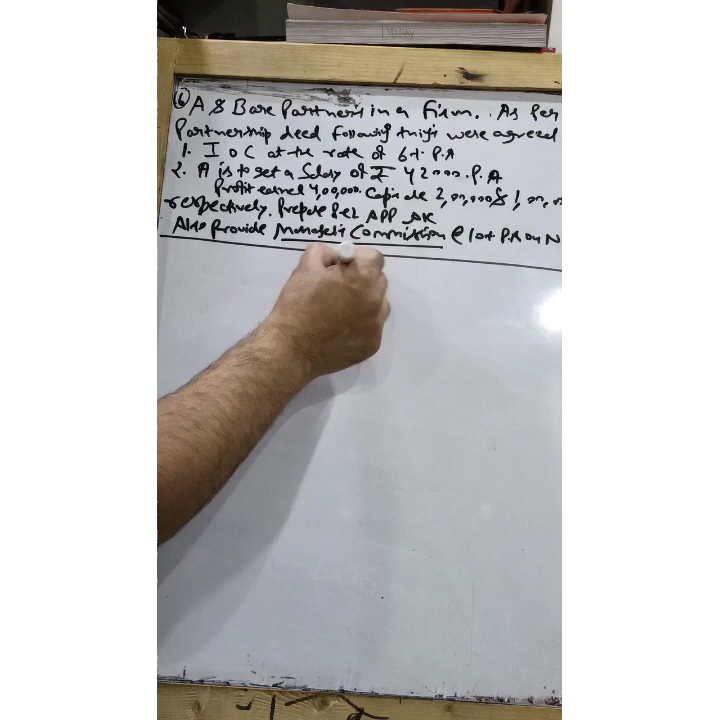 ⑥ A & B are Partners in a Firm. As Per
Partnership deed following things were agreed
1. I O C at the rate of 6% P.A
2. A is to get a Salary of ₹ 42000 P.A
Profit earned 4,00,000. Capitals 2,00,000 &
respectively. Prepare P&L APP A/c
Also Provide Manager's Commission @ 10% P.A on N